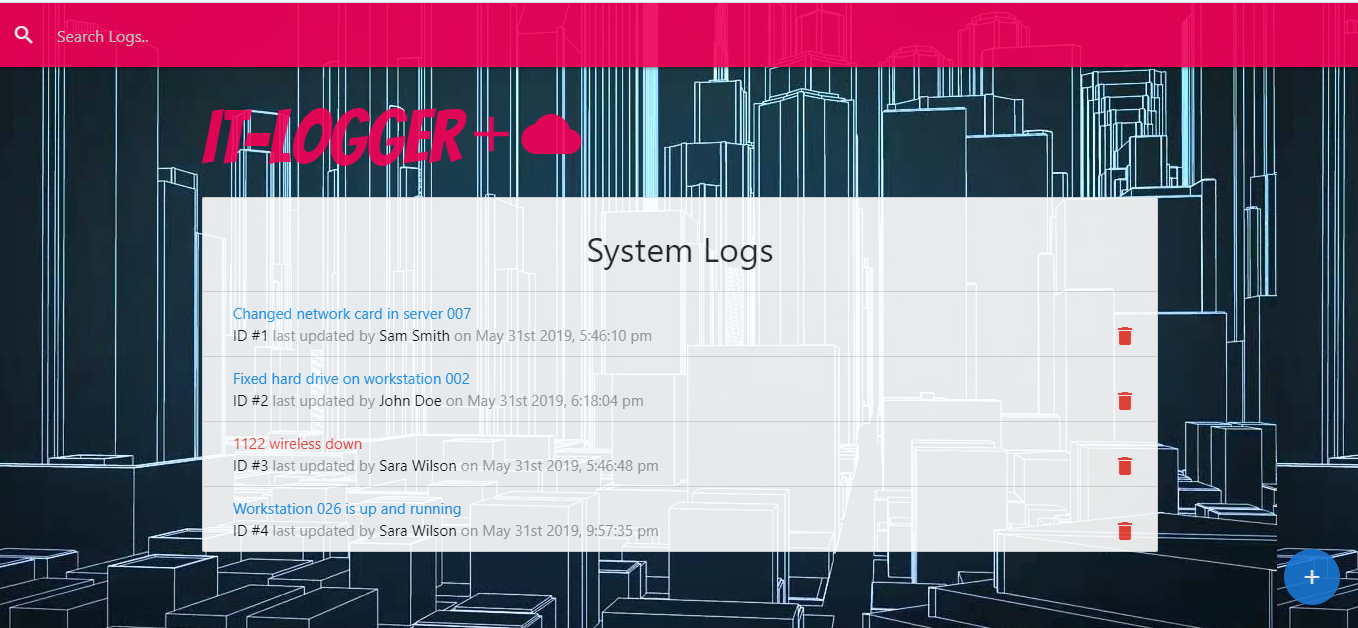 Search Logs..
IT-LOGGER+
System Logs
Changed network card in server 007
ID #1 last updated by Sam Smith on May 31st 2019, 5:46:10 pm
Fixed hard drive on workstation 002
ID #2 last updated by John Doe on May 31st 2019, 6:18:04 pm
1122 wireless down
ID #3 last updated by Sara Wilson on May 31st 2019, 5:46:48 pm
Workstation 026 is up and running
ID #4 last updated by Sara Wilson on May 31st 2019, 9:57:35 pm
+